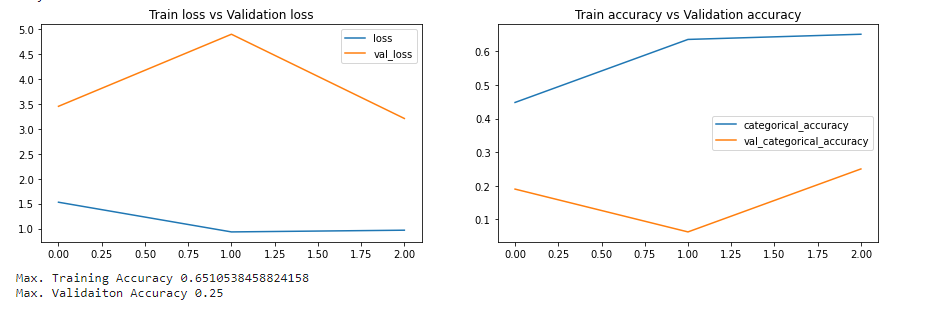 Train loss vs Validation loss
5.0
4.5
4.0
3.5
3.0
2.5
2.0
1.5
1.0
loss
val_loss
0.00 0.25 0.50 0.75 1.00 1.25 1.50 1.75 2.00
Train accuracy vs Validation accuracy
0.6
0.5
0.4
0.3
0.2
0.1
categorical_accuracy
val_categorical_accuracy
0.00 0.25 0.50 0.75 1.00 1.25 1.50 1.75 2.00
Max. Training Accuracy 0.6510538458824158
Max. Validaiton Accuracy 0.25